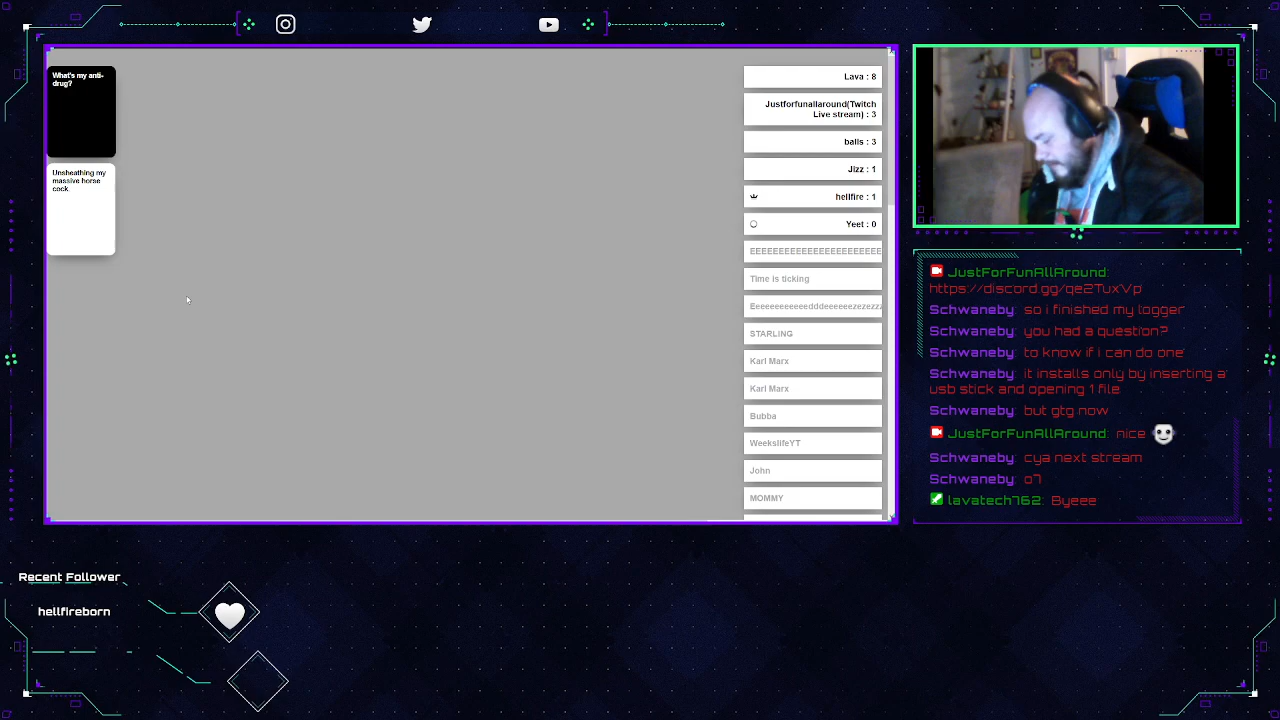 What's my anti-
drug?
Unsheathing my
massive horse
cock.
Lava : 8
Justforfunallaround(Twitch
Live stream) : 3
balls : 3
Jizz : 1
hellfire : 1
Yeet : 0
Time is ticking
STARLING
Karl Marx
Karl Marx
Bubba
WeekslifeYT
John
MOMMY
JustForFunAllAround:
https://discord.gg/qe2TuxVp
Schwaneby: so i finished my logger
Schwaneby: you had a question?
Schwaneby: to know if i can do one
Schwaneby: it installs only by inserting a
usb stick and opening 1 file
Schwaneby: but gtg now
JustForFunAllAround: nice
Schwaneby: cya next stream
Schwaneby: o7
lavatech762: Byeee
Recent Follower
hellfireborn